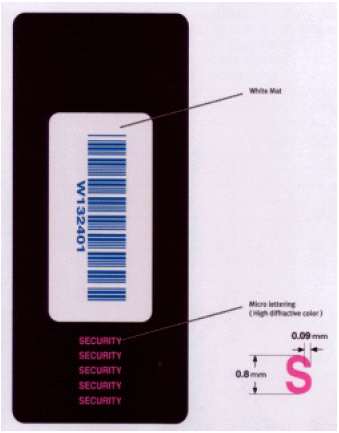 White Mat
W132401
Micro lettering
( High diffractive color )
SECURITY
SECURITY
SECURITY
SECURITY
SECURITY
0.09 mm
0.8 mm
S